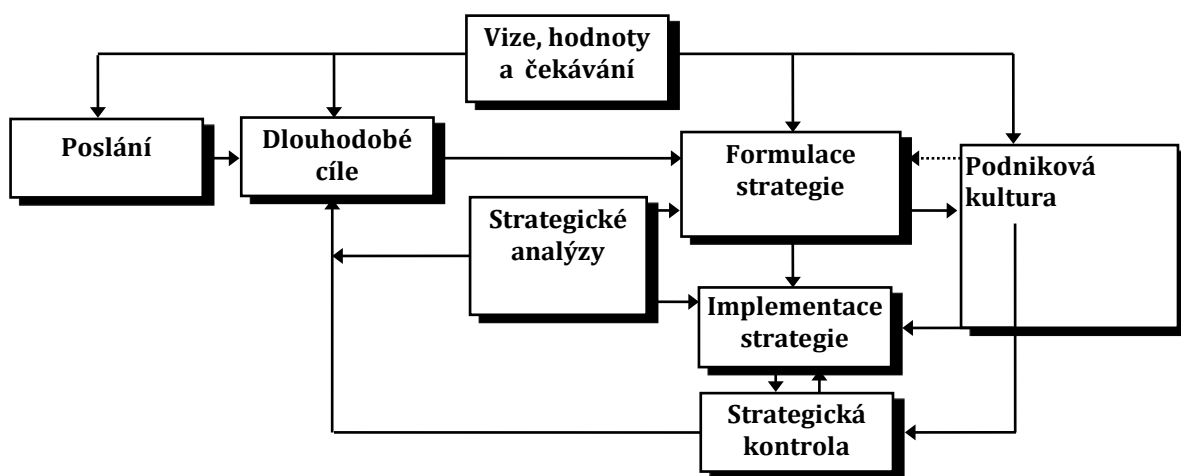 Vize, hodnoty
a čekávání
Poslání
Dlouhodobé
cíle
Formulace
strategie
Podniková
kultura
Strategické
analýzy
Implementace
strategie
Strategická
kontrola